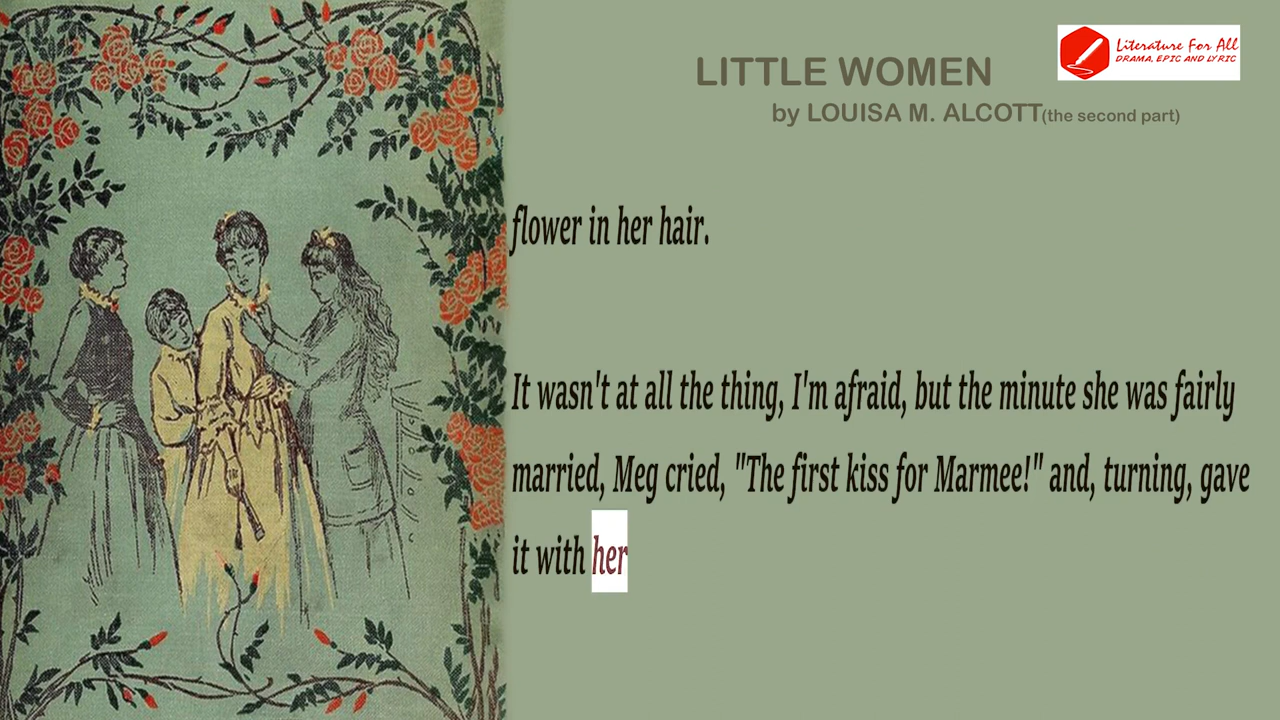 LITTLE WOMEN
by LOUISA M. ALCOTT(the second part)
Literature For All
DRAMA, EPIC AND LYRIC
flower in her hair.
It wasn't at all the thing, I'm afraid, but the minute she was fairly
married, Meg cried, "The first kiss for Marmee!" and, turning, gave
it with her